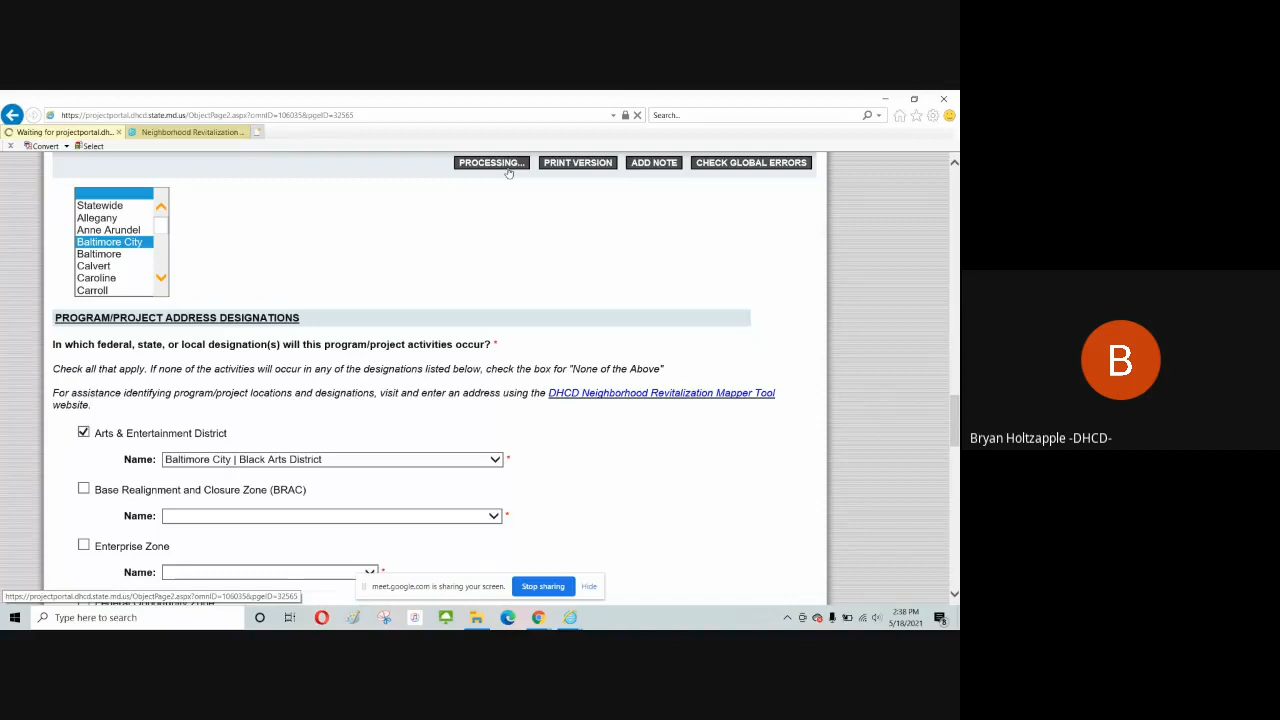 https://projectportal.dhcd.state.md.us/ObjectPage2.aspx?omnID=106035&pgeID=32565
Search...
Waiting for projectportal.dh...
Neighborhood Revitalization ...
Convert
Select
PROCESSING...
PRINT VERSION
ADD NOTE
CHECK GLOBAL ERRORS
Statewide
Allegany
Anne Arundel
Baltimore City
Baltimore
Calvert
Caroline
Carroll
PROGRAM/PROJECT ADDRESS DESIGNATIONS
In which federal, state, or local designation(s) will this program/project activities occur? *
Check all that apply. If none of the activities will occur in any of the designations listed below, check the box for "None of the Above"
For assistance identifying program/project locations and designations, visit and enter an address using the DHCD Neighborhood Revitalization Mapper Tool
website.
Arts & Entertainment District
Name: Baltimore City | Black Arts District *
Base Realignment and Closure Zone (BRAC)
Name: *
Enterprise Zone
Name: *
meet.google.com is sharing your screen.
Stop sharing
Hide
https://projectportal.dhcd.state.md.us/ObjectPage2.aspx?omnID=106035&pgeID=32565
Type here to search
2:38 PM
5/18/2021
B
Bryan Holtzapple -DHCD-